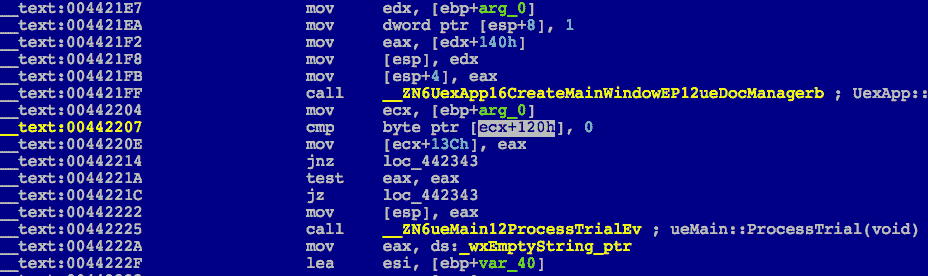 __text:004421E7 mov edx, [ebp+arg_0]
__text:004421EA mov dword ptr [esp+8], 1
__text:004421F2 mov eax, [edx+140h]
__text:004421F8 mov [esp], edx
__text:004421FB mov [esp+4], eax
__text:004421FF call __ZN6UexApp16CreateMainWindowEP12ueDocManagerb ; UexApp::
__text:00442204 mov ecx, [ebp+arg_0]
__text:00442207 cmp byte ptr [ecx+120h], 0
__text:0044220E mov [ecx+13Ch], eax
__text:00442214 jnz loc_442343
__text:0044221A test eax, eax
__text:0044221C jz loc_442343
__text:00442222 mov [esp], eax
__text:00442225 call __ZN6ueMain12ProcessTrialEv ; ueMain::ProcessTrial(void)
__text:0044222A mov eax, ds:_wxEmptyString_ptr
__text:0044222F lea esi, [ebp+var_40]